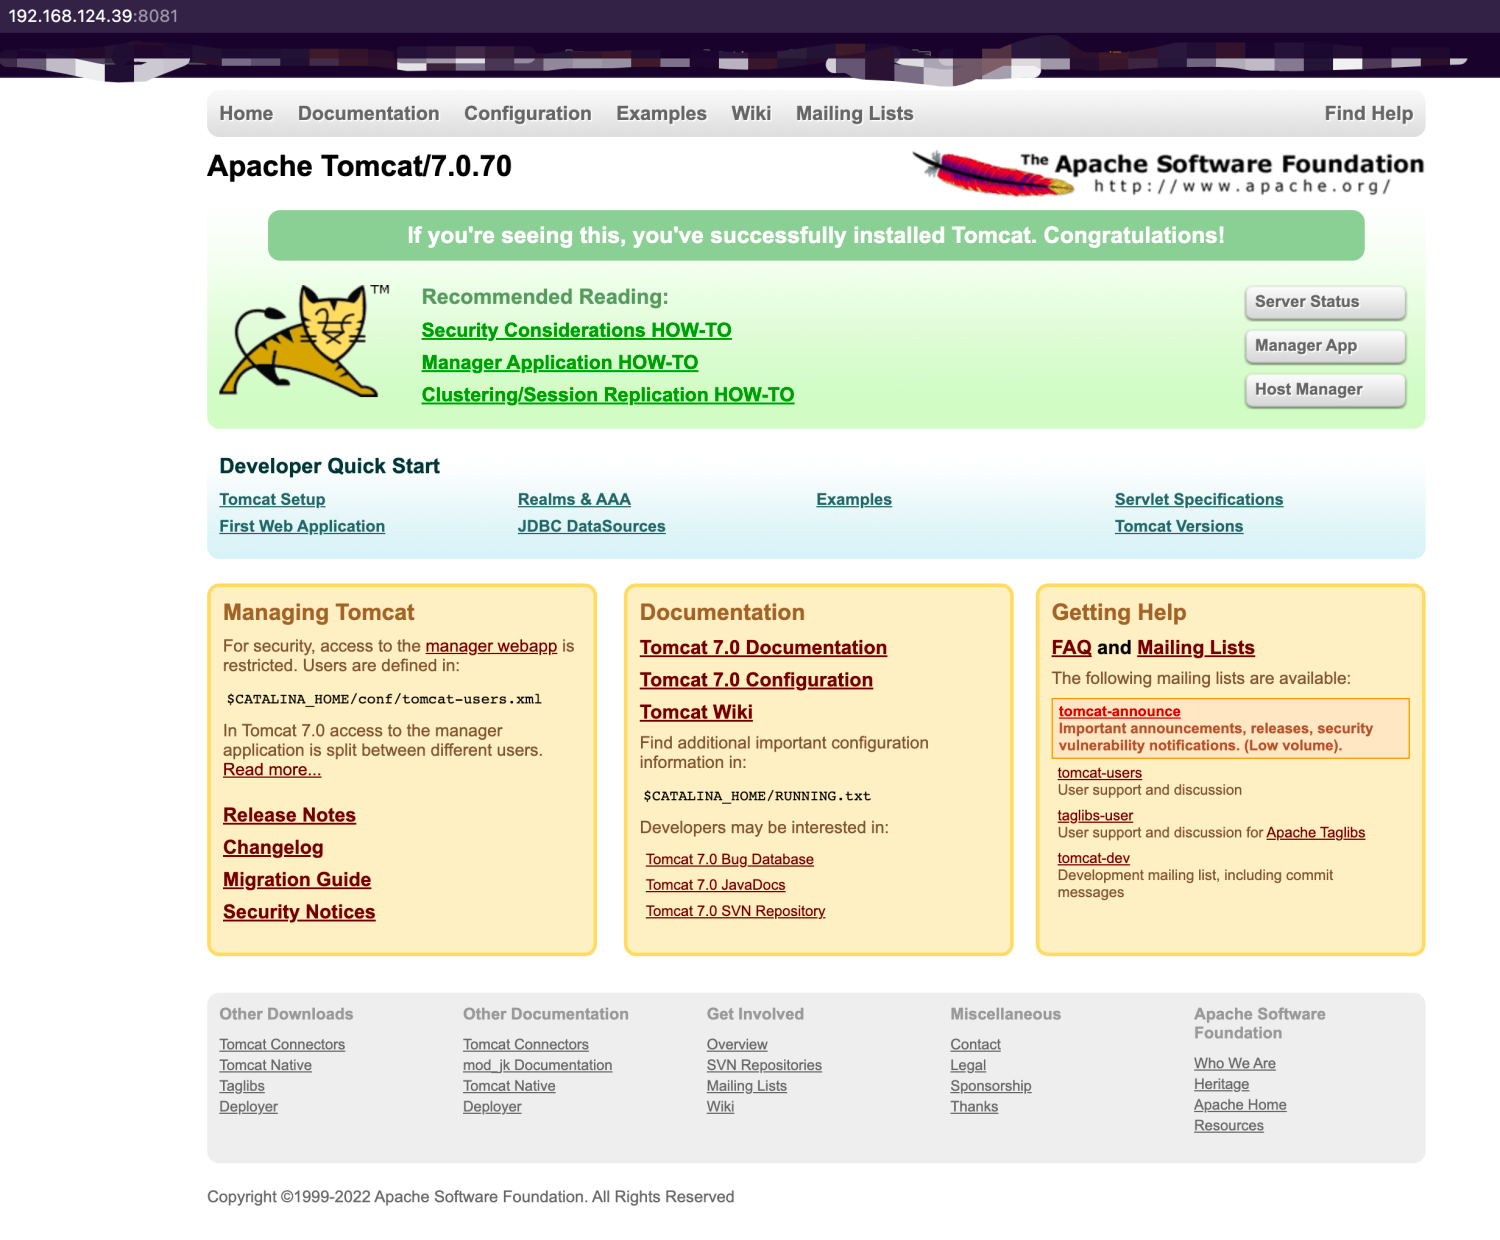 192.168.124.39:8081
Home Documentation Configuration Examples Wiki Mailing Lists Find Help
Apache Tomcat/7.0.70
The Apache Software Foundation
http://www.apache.org/
If you're seeing this, you've successfully installed Tomcat. Congratulations!
TM
Recommended Reading:
Security Considerations HOW-TO
Manager Application HOW-TO
Clustering/Session Replication HOW-TO
Server Status
Manager App
Host Manager
Developer Quick Start
Tomcat Setup
First Web Application
Realms & AAA
JDBC DataSources
Examples
Servlet Specifications
Tomcat Versions
Managing Tomcat
For security, access to the manager webapp is
restricted. Users are defined in:
$CATALINA_HOME/conf/tomcat-users.xml
In Tomcat 7.0 access to the manager
application is split between different users.
Read more...
Release Notes
Changelog
Migration Guide
Security Notices
Documentation
Tomcat 7.0 Documentation
Tomcat 7.0 Configuration
Tomcat Wiki
Find additional important configuration
information in:
$CATALINA_HOME/RUNNING.txt
Developers may be interested in:
Tomcat 7.0 Bug Database
Tomcat 7.0 JavaDocs
Tomcat 7.0 SVN Repository
Getting Help
FAQ and Mailing Lists
The following mailing lists are available:
tomcat-announce
Important announcements, releases, security
vulnerability notifications. (Low volume).
tomcat-users
User support and discussion
taglibs-user
User support and discussion for Apache Taglibs
tomcat-dev
Development mailing list, including commit
messages
Other Downloads
Tomcat Connectors
Tomcat Native
Taglibs
Deployer
Other Documentation
Tomcat Connectors
mod_jk Documentation
Tomcat Native
Deployer
Get Involved
Overview
SVN Repositories
Mailing Lists
Wiki
Miscellaneous
Contact
Legal
Sponsorship
Thanks
Apache Software
Foundation
Who We Are
Heritage
Apache Home
Resources
Copyright ©1999-2022 Apache Software Foundation. All Rights Reserved